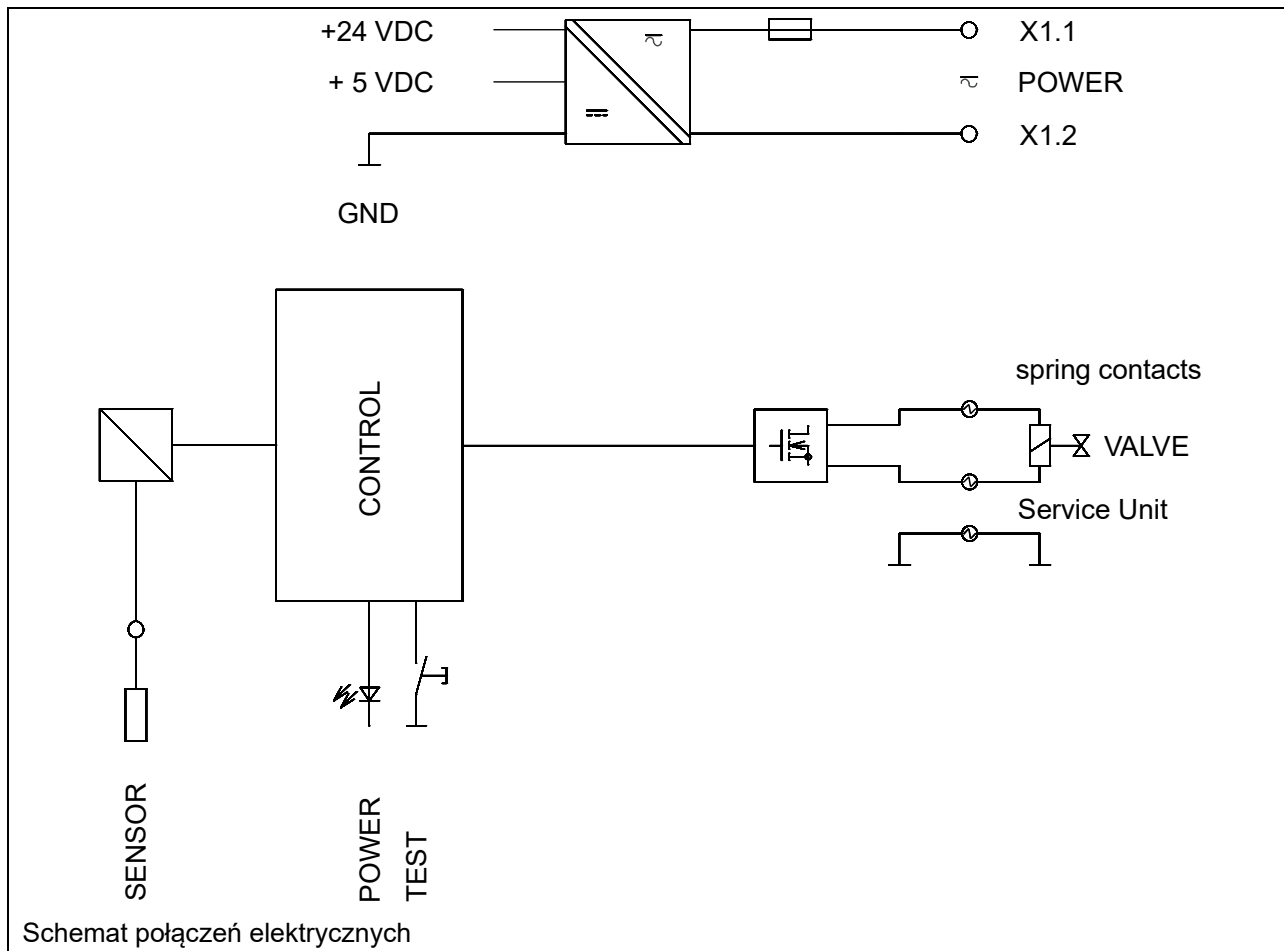 +24 VDC
X1.1
+ 5 VDC
POWER
X1.2
GND
CONTROL
spring contacts
VALVE
Service Unit
SENSOR
POWER
TEST
Schemat połączeń elektrycznych